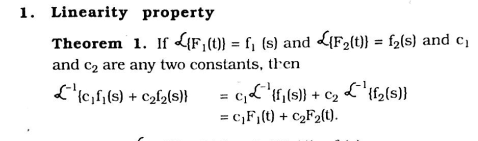 1. Linearity property
Theorem 1. If ℒ{F₁(t)} = f₁ (s) and ℒ{F₂(t)} = f₂(s) and c₁
and c₂ are any two constants, then
ℒ⁻¹{c₁f₁(s) + c₂f₂(s)} = c₁ℒ⁻¹{f₁(s)} + c₂ ℒ⁻¹{f₂(s)}
= c₁F₁(t) + c₂F₂(t).